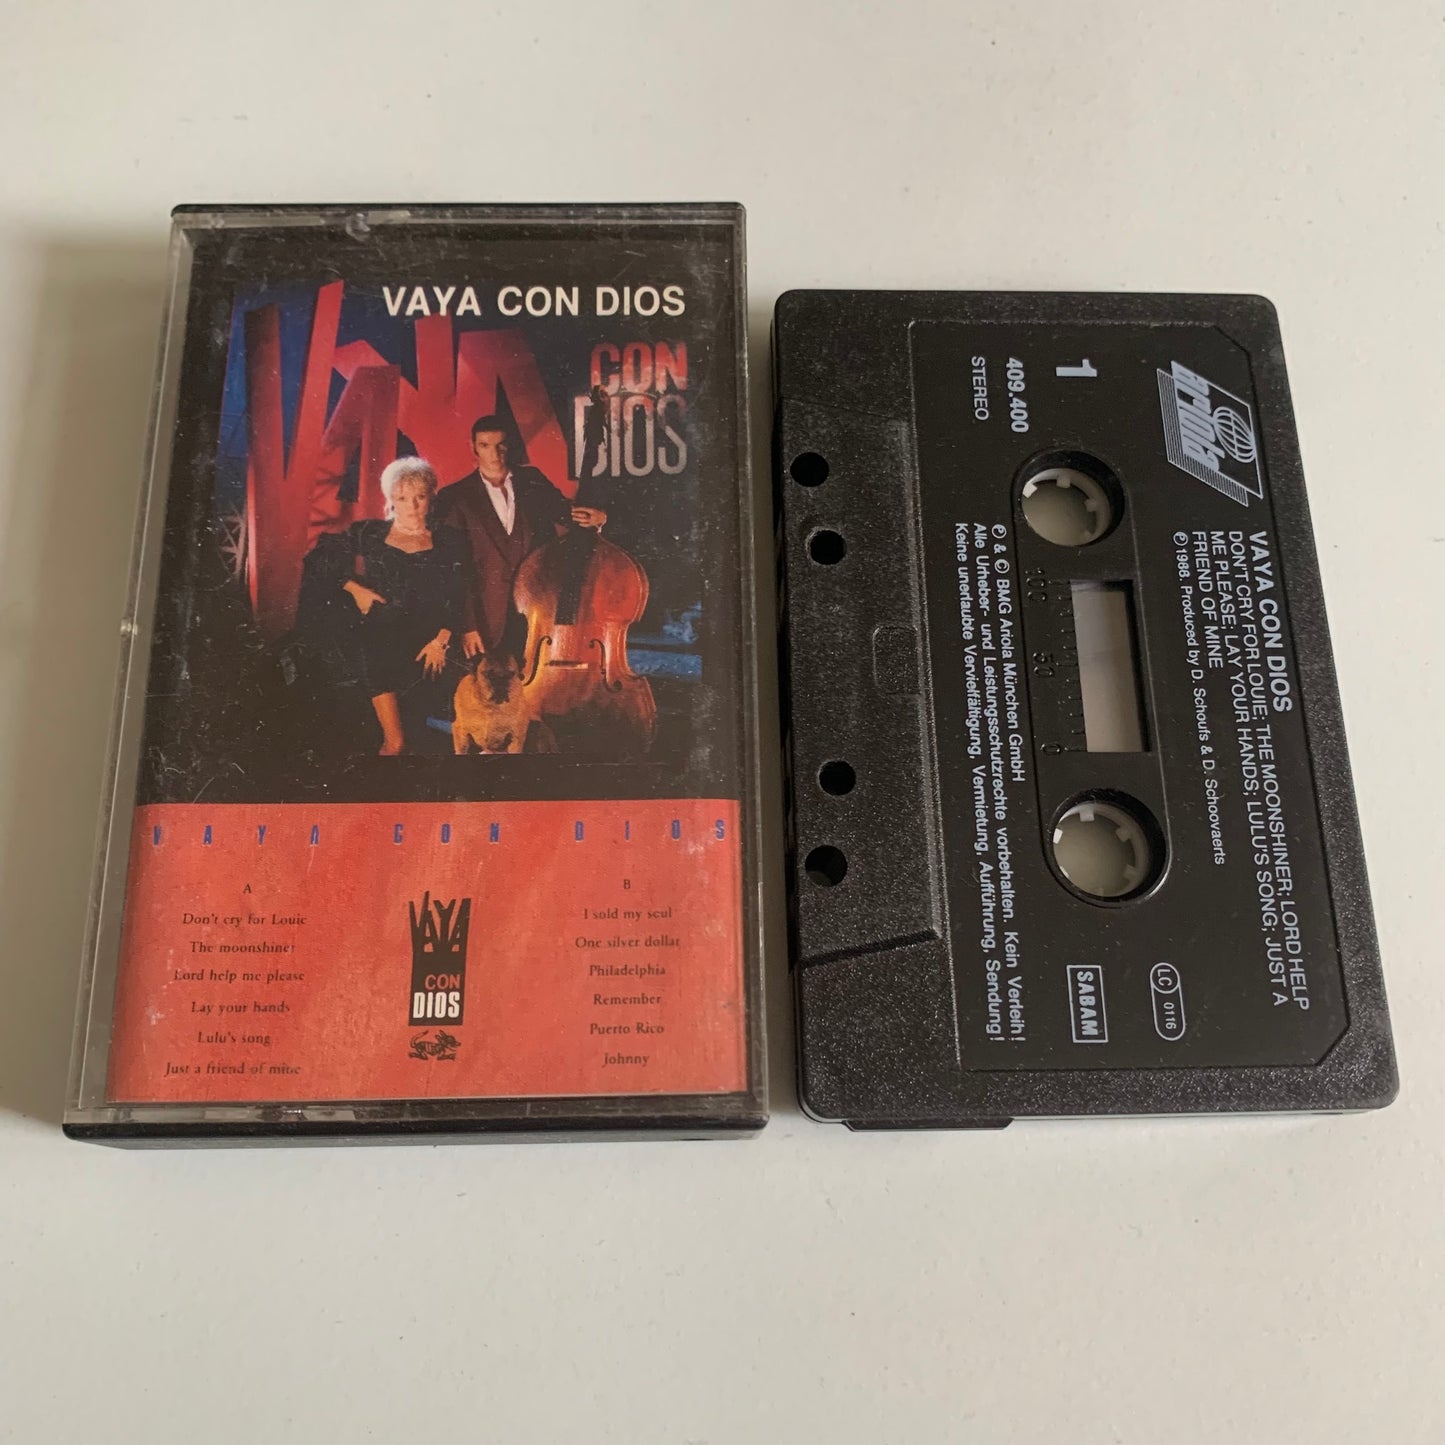 VAYA CON DIOS
VAYA
CON
DIOS
VAYA CON DIOS
A
Don't cry for Louie
The moonshiner
Lord help me please
Lay your hands
Lulu's song
Just a friend of mine
VAYA
CON
DIOS
B
I sold my soul
One silver dollar
Philadelphia
Remember
Puerto Rico
Johnny
ariola
VAYA CON DIOS
DON'T CRY FOR LOUIE; THE MOONSHINER; LORD HELP
ME PLEASE; LAY YOUR HANDS; LULU'S SONG; JUST A
FRIEND OF MINE
℗1986. Produced by D. Schoufs & D. Schoovaerts
1
409.400
STEREO
100 50 0
LC 0116
SABAM
℗ & © BMG Ariola München GmbH
Alle Urheber- und Leistungsschutzrechte vorbehalten. Kein Verleih!
Keine unerlaubte Vervielfältigung, Vermietung, Aufführung, Sendung!